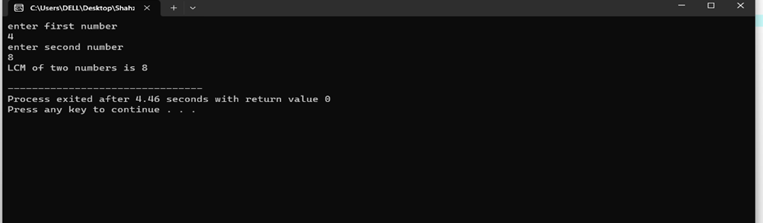 C:\Users\DELL\Desktop\Shah
enter first number
4
enter second number
8
LCM of two numbers is 8
--------------------------------
Process exited after 4.46 seconds with return value 0
Press any key to continue . . .